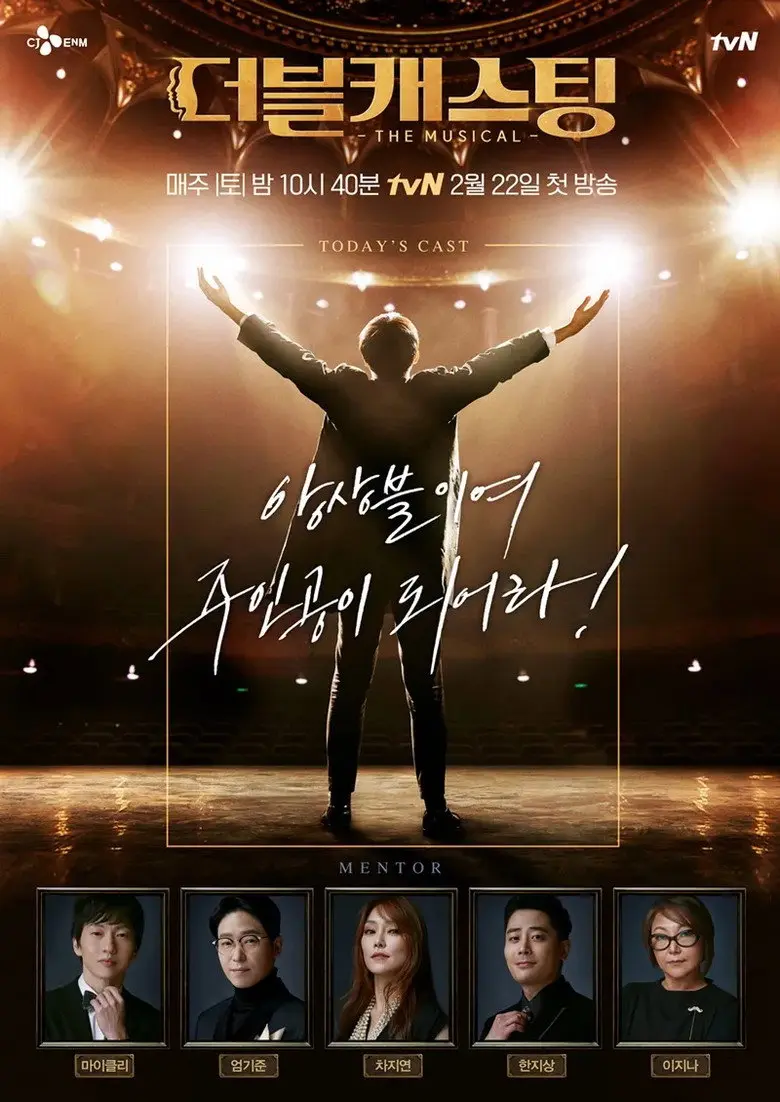 CJ ENM
tvN
더블캐스팅
- THE MUSICAL -
매주 |토| 밤 10시 40분 tvN 2월 22일 첫 방송
TODAY'S CAST
앙상블이여
주인공이 되어라!
MENTOR
마이클리
엄기준
차지연
한지상
이지나